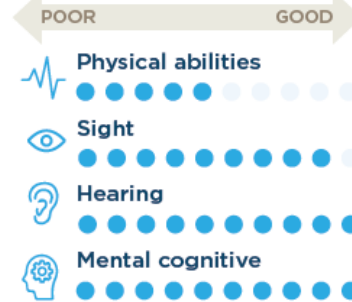 POOR GOOD
Physical abilities
Sight
Hearing
Mental cognitive